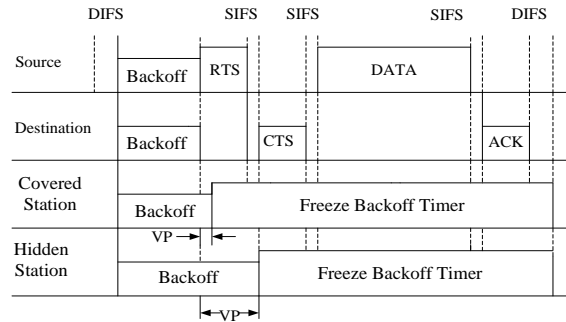 DIFS SIFS SIFS SIFS DIFS
Source Backoff RTS DATA
Destination Backoff CTS ACK
Covered
Station
Backoff Freeze Backoff Timer
VP
Hidden
Station
Backoff Freeze Backoff Timer
VP